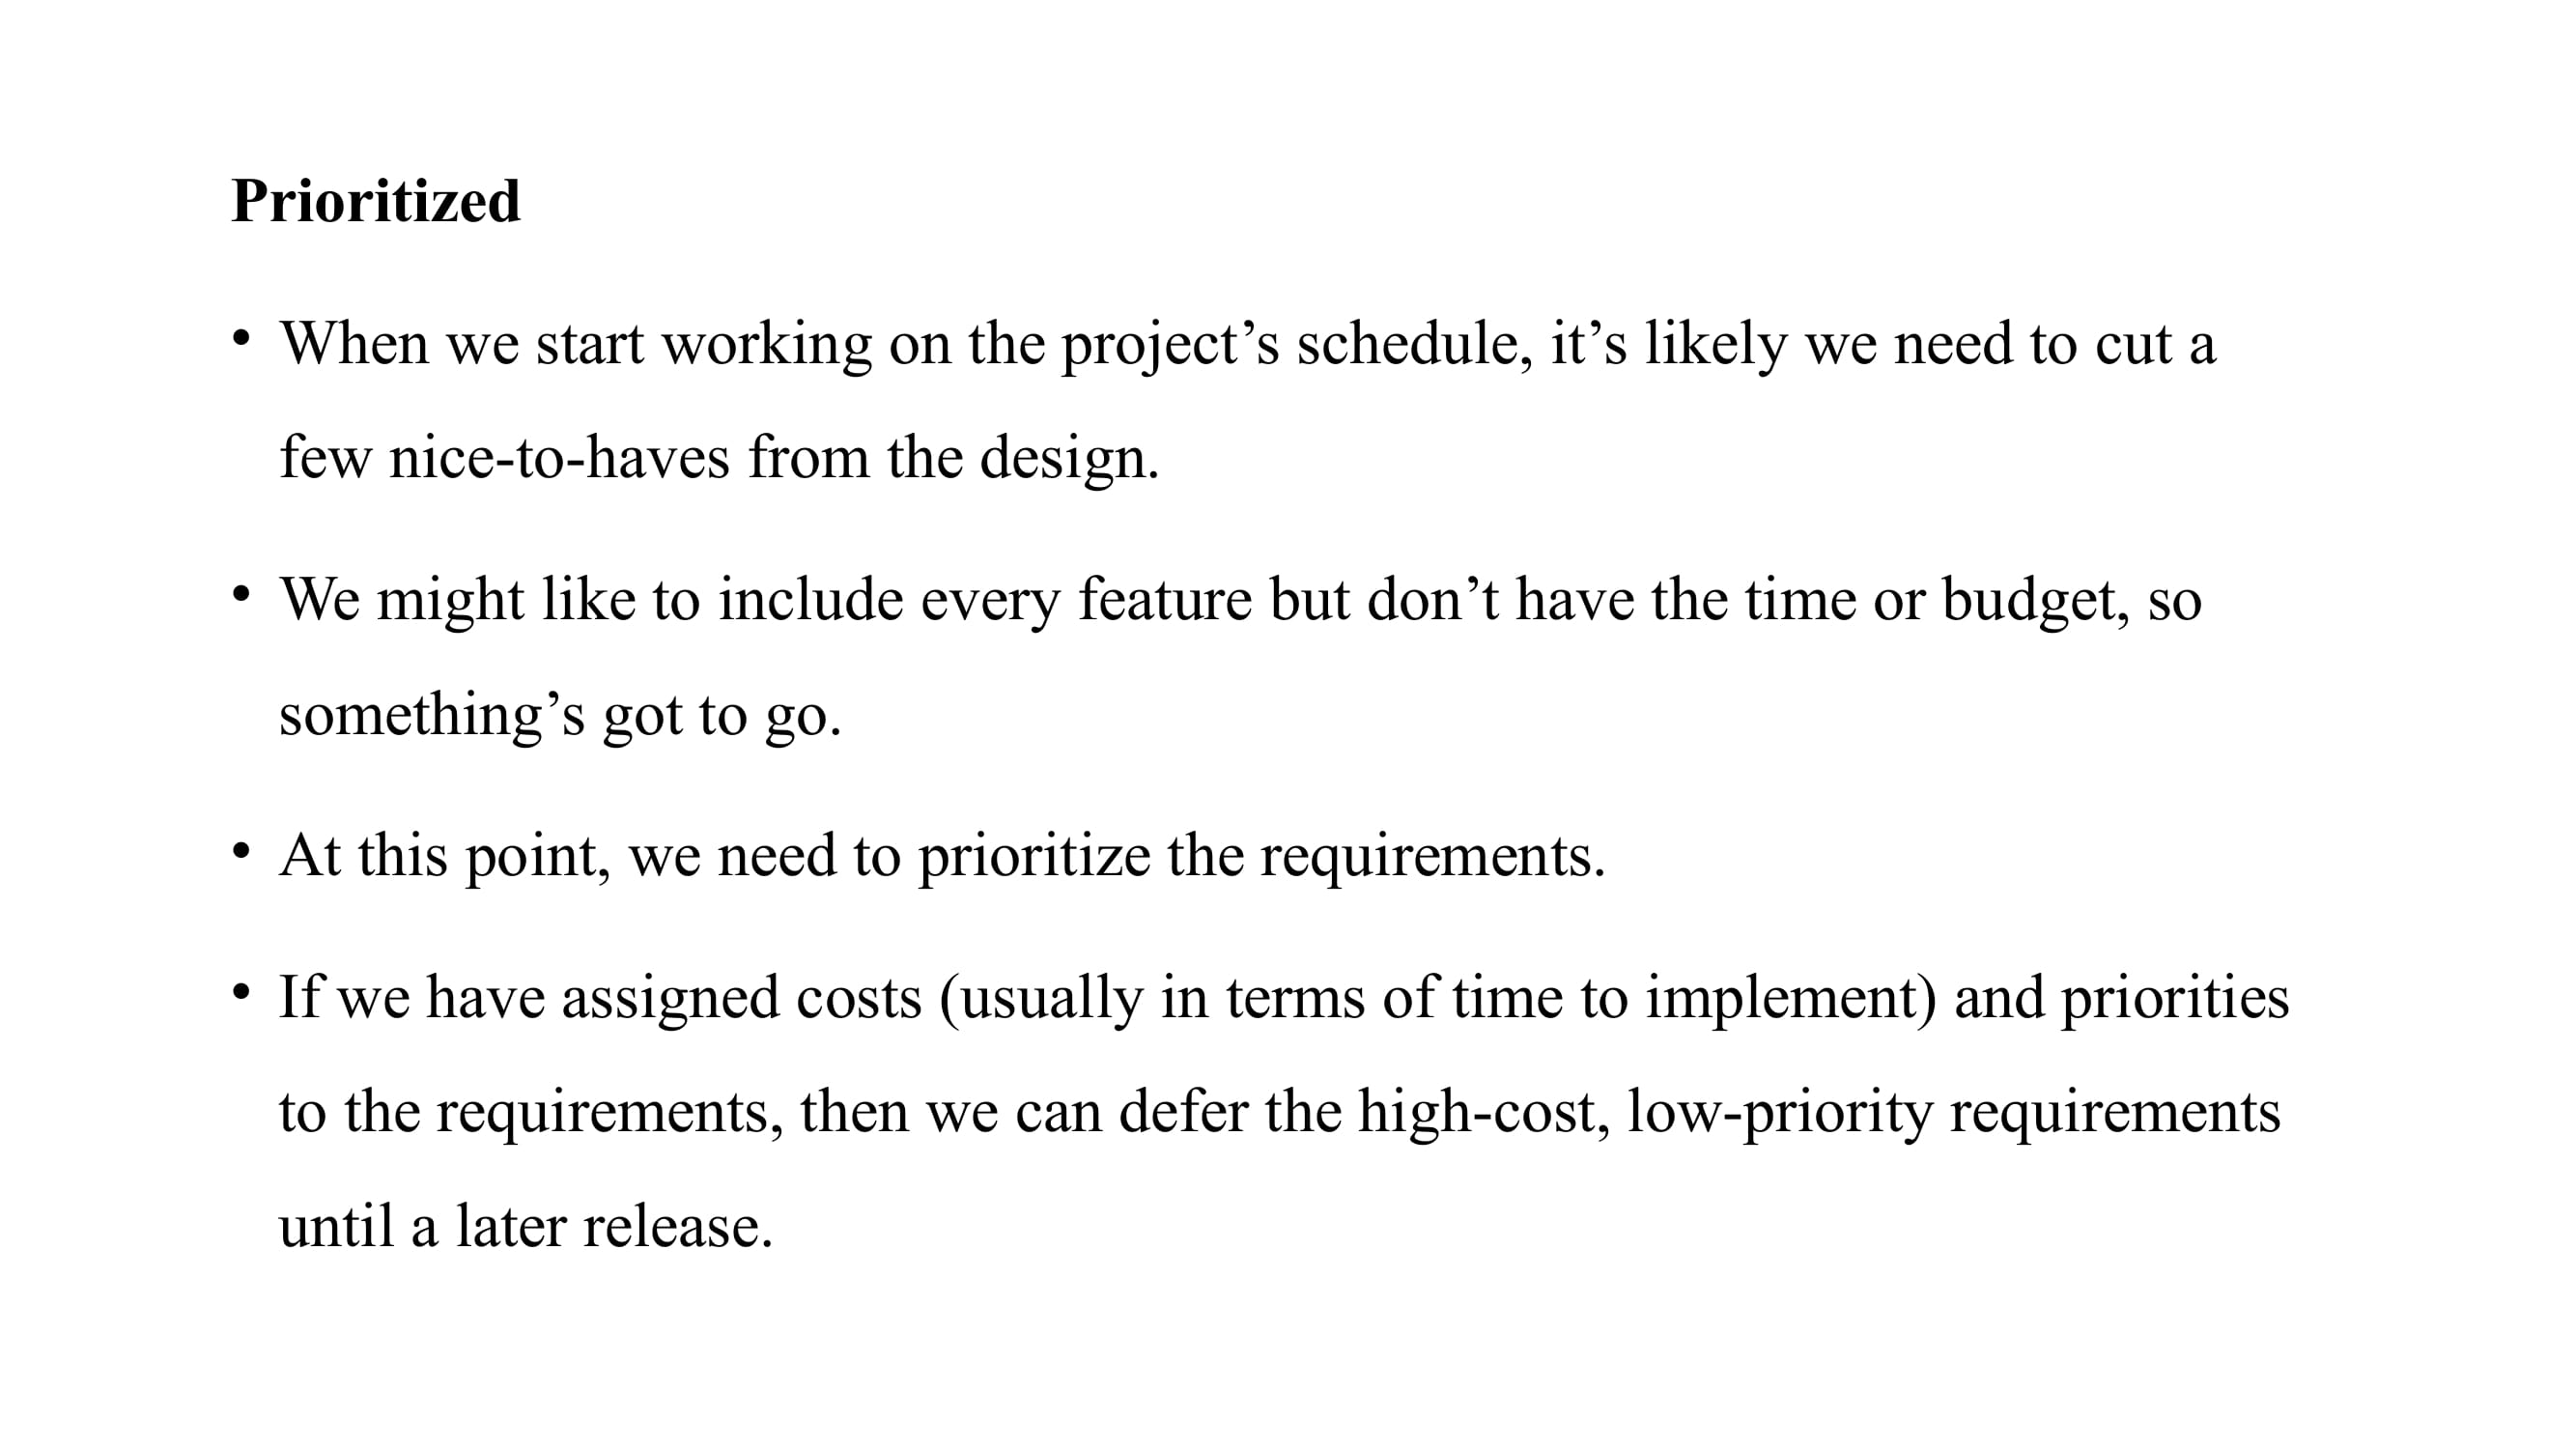 Prioritized
• When we start working on the project’s schedule, it’s likely we need to cut a
few nice-to-haves from the design.
• We might like to include every feature but don’t have the time or budget, so
something’s got to go.
• At this point, we need to prioritize the requirements.
• If we have assigned costs (usually in terms of time to implement) and priorities
to the requirements, then we can defer the high-cost, low-priority requirements
until a later release.